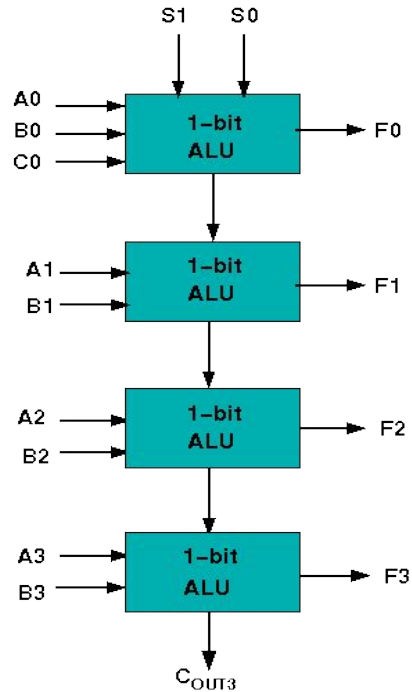 S1 S0
A0
B0
C0
1-bit
ALU
F0
A1
B1
1-bit
ALU
F1
A2
B2
1-bit
ALU
F2
A3
B3
1-bit
ALU
F3
COUT3